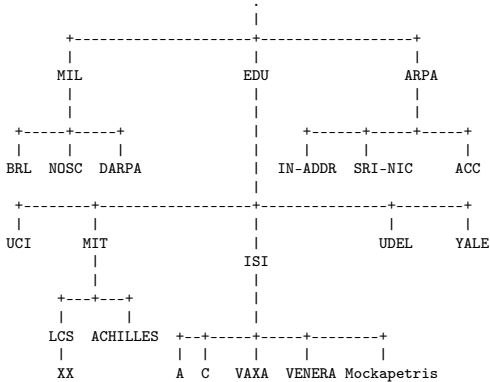 .
MIL EDU ARPA
BRL NOSC DARPA IN-ADDR SRI-NIC ACC
UCI MIT UDEL YALE
ISI
LCS ACHILLES
XX A C VAXA VENERA Mockapetris